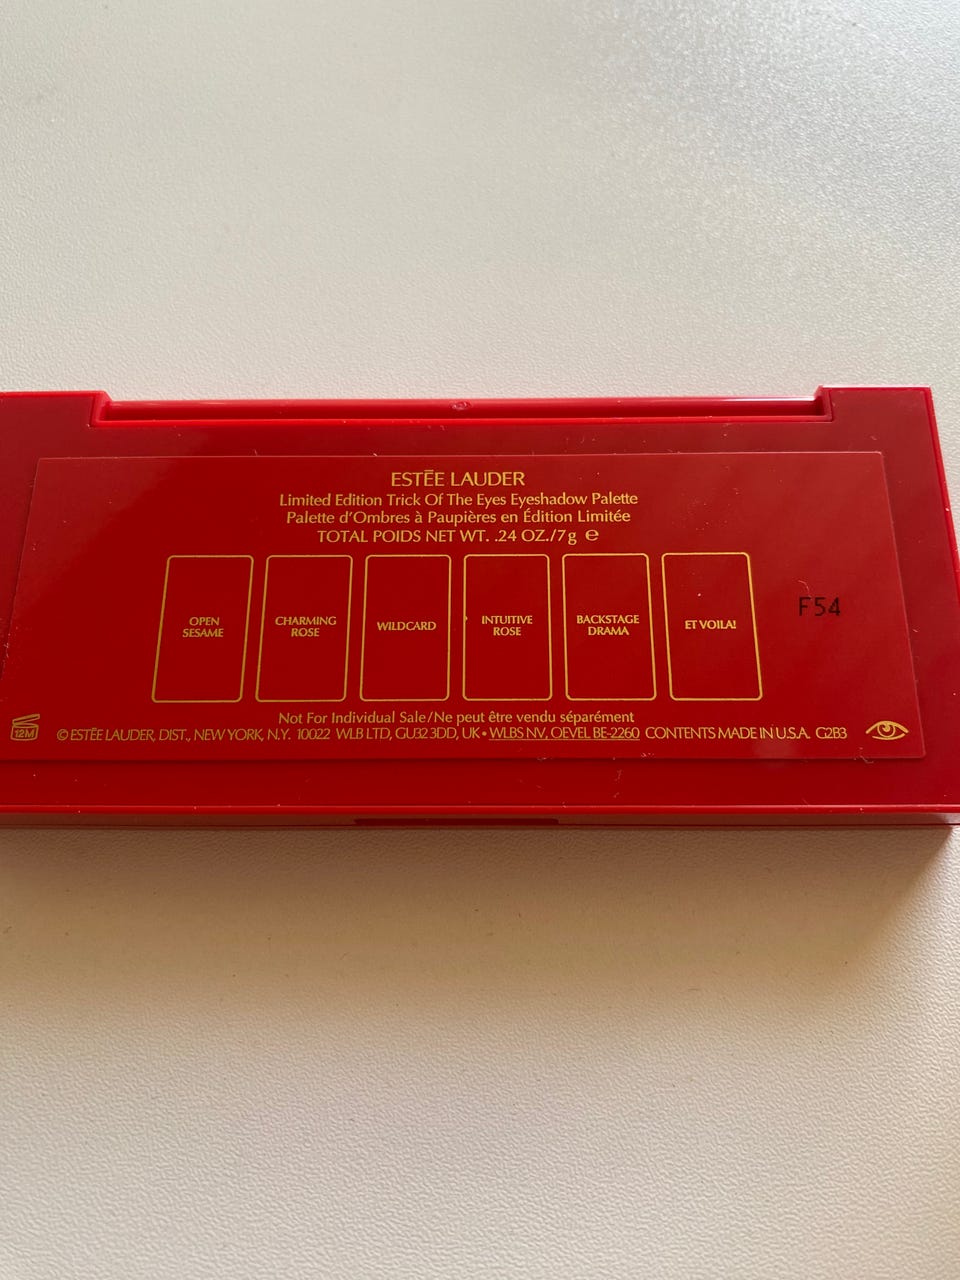 ESTĒE LAUDER
Limited Edition Trick Of The Eyes Eyeshadow Palette
Palette d'Ombres à Paupières en Édition Limitée
TOTAL POIDS NET WT. .24 OZ./7g ℮
OPEN
SESAME
CHARMING
ROSE
WILDCARD
INTUITIVE
ROSE
BACKSTAGE
DRAMA
ET VOILA!
F54
Not For Individual Sale/Ne peut être vendu séparément
12M
© ESTĒE LAUDER, DIST., NEW YORK, N.Y. 10022 WLB LTD, GU32 3DD, UK • WLBS NV, OEVEL BE-2260 CONTENTS MADE IN U.S.A. G2B3